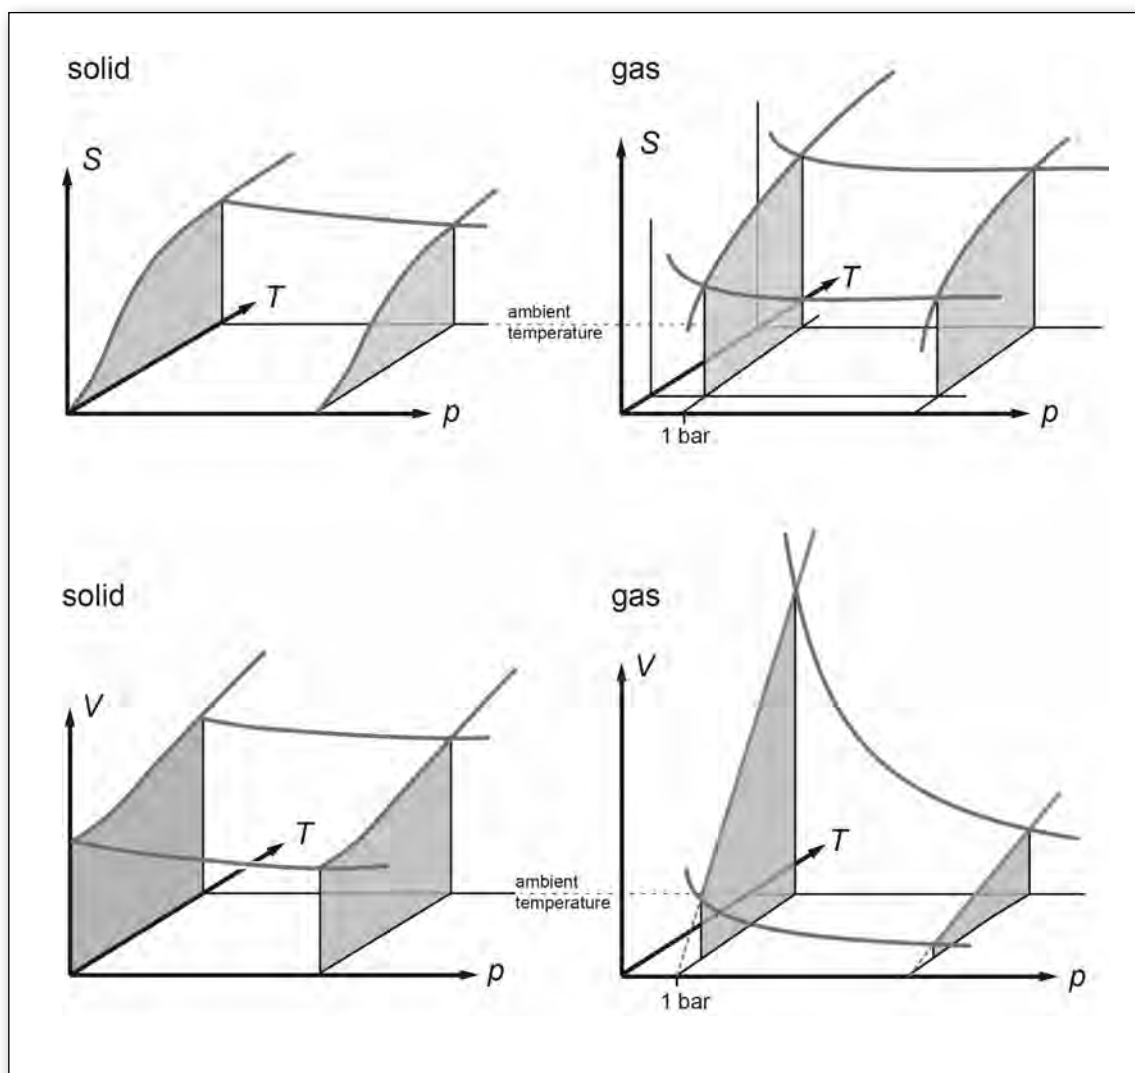 solid
gas
S
T
p
ambient
temperature
S
T
p
1 bar
solid
gas
V
T
p
ambient
temperature
V
T
p
1 bar